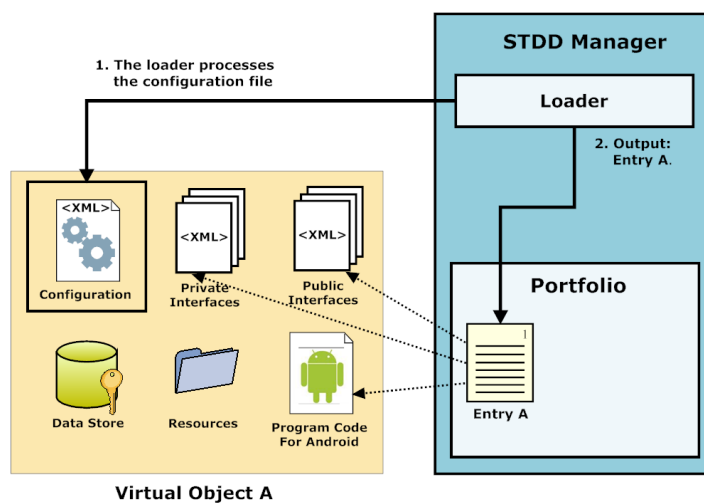 STDD Manager
1. The loader processes
the configuration file
Loader
2. Output:
Entry A.
<XML>
<XML>
<XML>
Configuration
Private
Interfaces
Public
Interfaces
Portfolio
1
Entry A
Data Store
Resources
Program Code
For Android
Virtual Object A